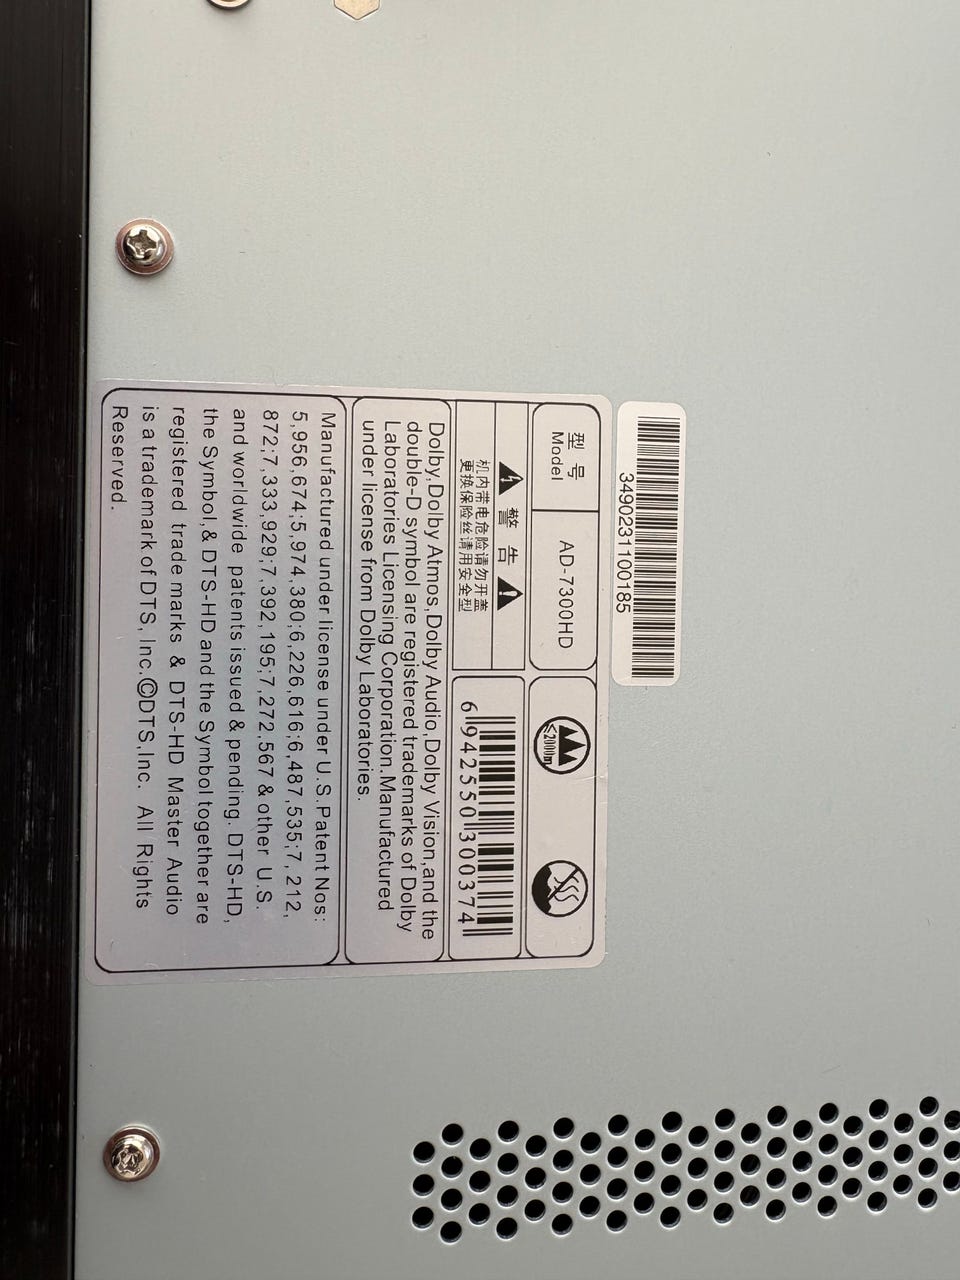 3490231100185
型号
Model
AD-7300HD
≤2000m
警告
机内带电危险请勿开盖
更换保险丝请用安全型
6 942550 300374
Dolby,Dolby Atmos,Dolby Audio,Dolby Vision,and the
double-D symbol are registered trademarks of Dolby
Laboratories Licensing Corporation.Manufactured
under license from Dolby Laboratories.
Manufactured under license under U.S.Patent Nos:
5,956,674;5,974,380;6,226,616;6,487,535;7, 212,
872;7,333,929;7,392,195;7,272,567 & other U.S.
and worldwide patents issued & pending. DTS-HD,
the Symbol,& DTS-HD and the Symbol together are
registered trade marks & DTS-HD Master Audio
is a trademark of DTS, Inc.©DTS,Inc. All Rights
Reserved.